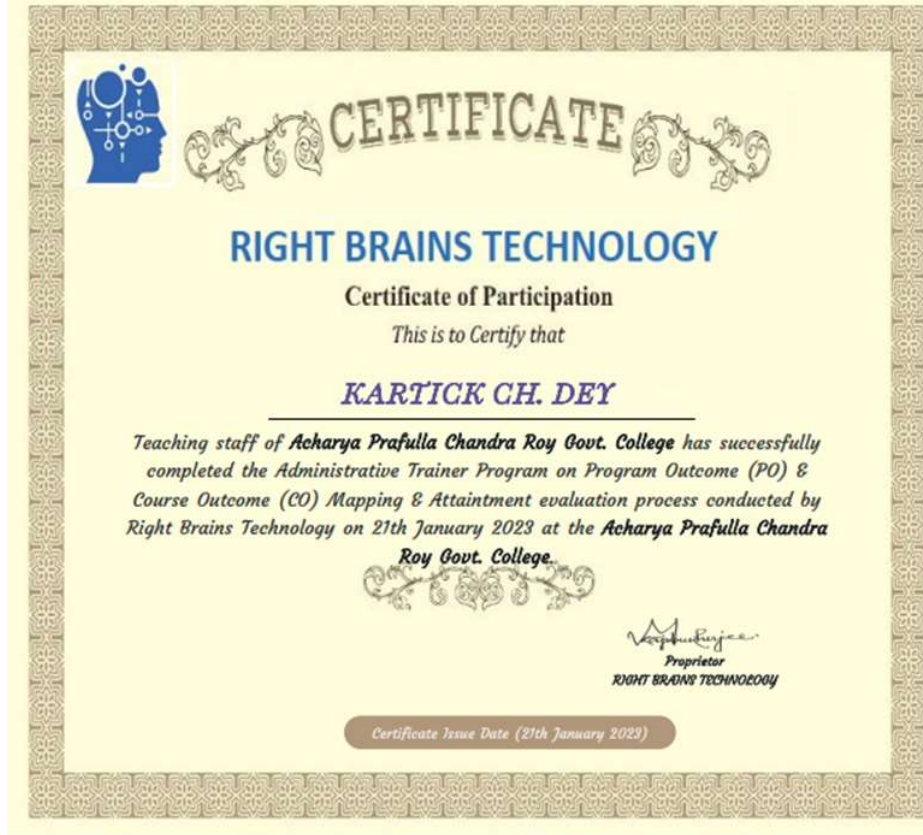 CERTIFICATE
RIGHT BRAINS TECHNOLOGY
Certificate of Participation
This is to Certify that
KARTICK CH. DEY
Teaching staff of Acharya Prafulla Chandra Roy Govt. College has successfully
completed the Administrative Trainer Program on Program Outcome (PO) &
Course Outcome (CO) Mapping & Attaintment evaluation process conducted by
Right Brains Technology on 21th January 2023 at the Acharya Prafulla Chandra
Roy Govt. College.
Proprietor
RIGHT BRAINS TECHNOLOGY
Certificate Issue Date (21th January 2023)